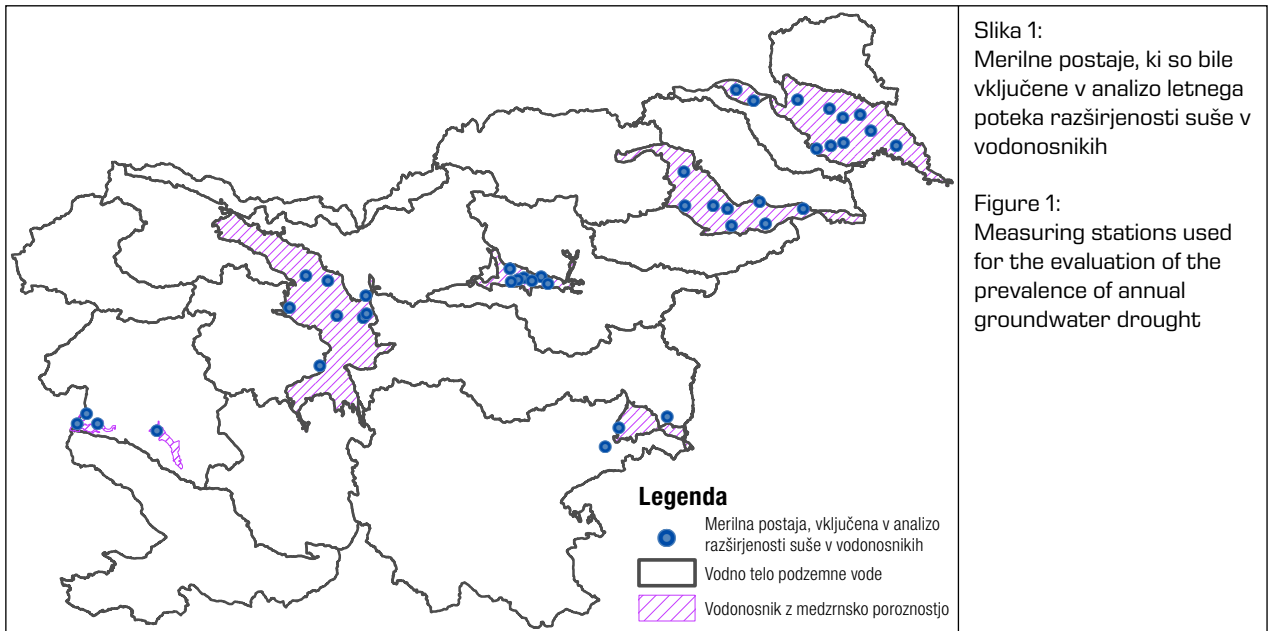 Slika 1:
Merilne postaje, ki so bile
vključene v analizo letnega
poteka razširjenosti suše v
vodonosnikih
Figure 1:
Measuring stations used
for the evaluation of the
prevalence of annual
groundwater drought
Legenda
Merilna postaja, vključena v analizo
razširjenosti suše v vodonosnikih
Vodno telo podzemne vode
Vodonosnik z medzrnsko poroznostjo